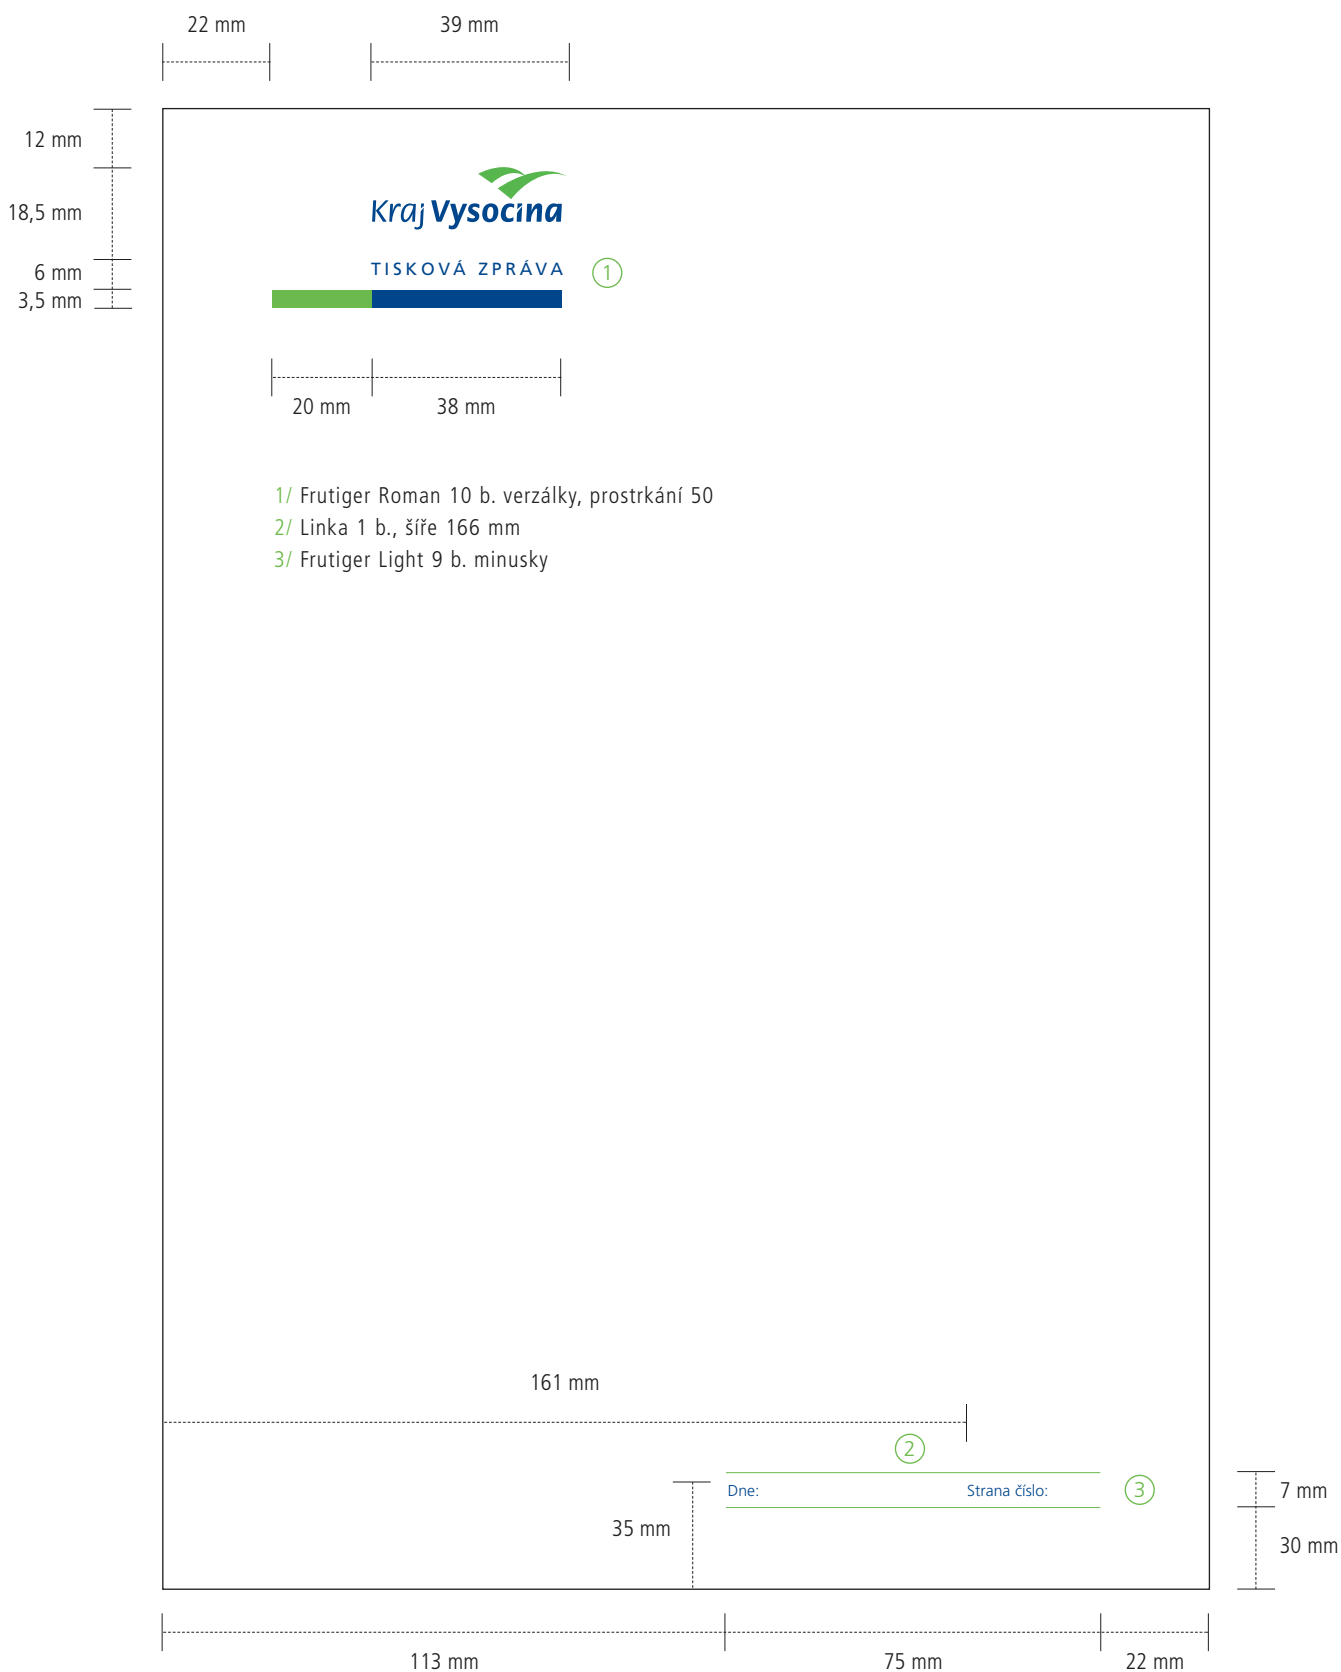 22 mm
39 mm
12 mm
18,5 mm
6 mm
3,5 mm
Kraj Vysočina
TISKOVÁ ZPRÁVA 1
20 mm
38 mm
1/ Frutiger Roman 10 b. verzálky, prostrkání 50
2/ Linka 1 b., šíře 166 mm
3/ Frutiger Light 9 b. minusky
161 mm
2
Dne:
Strana číslo:
3
7 mm
35 mm
30 mm
113 mm
75 mm
22 mm